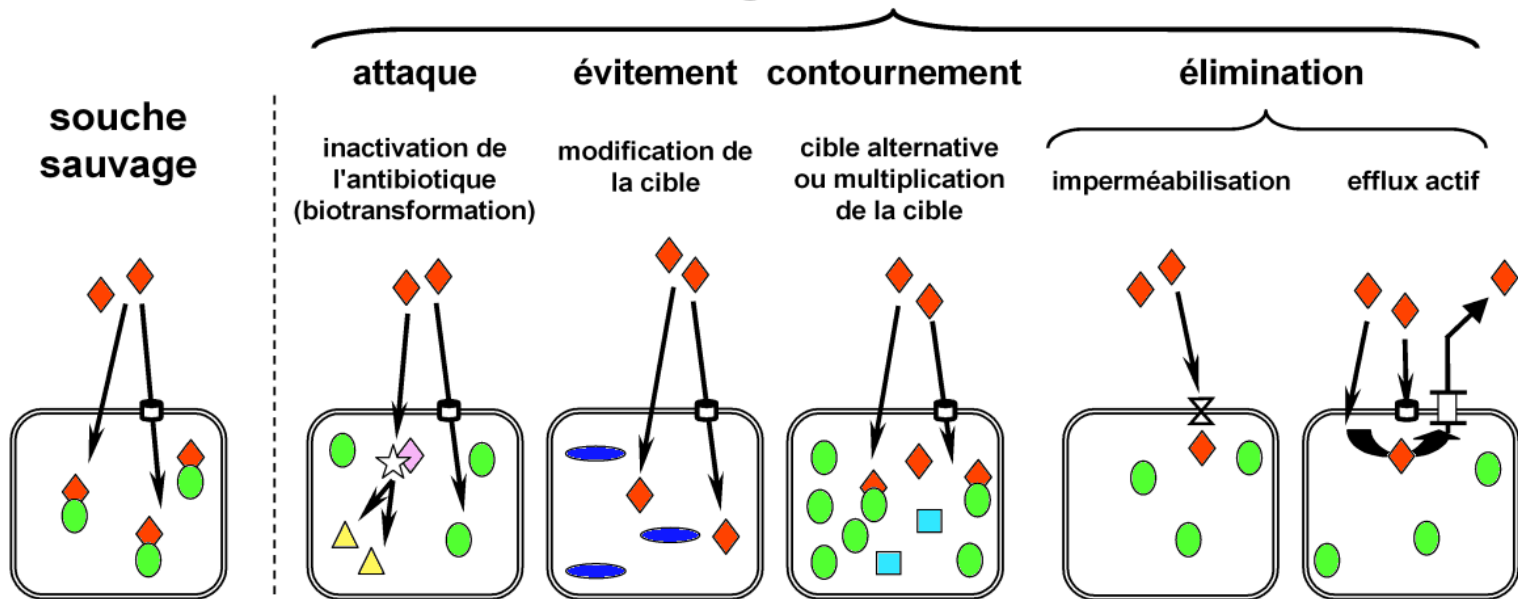 souche
sauvage
attaque
inactivation de
l'antibiotique
(biotransformation)
évitement
modification de
la cible
contournement
cible alternative
ou multiplication
de la cible
élimination
imperméabilisation
efflux actif